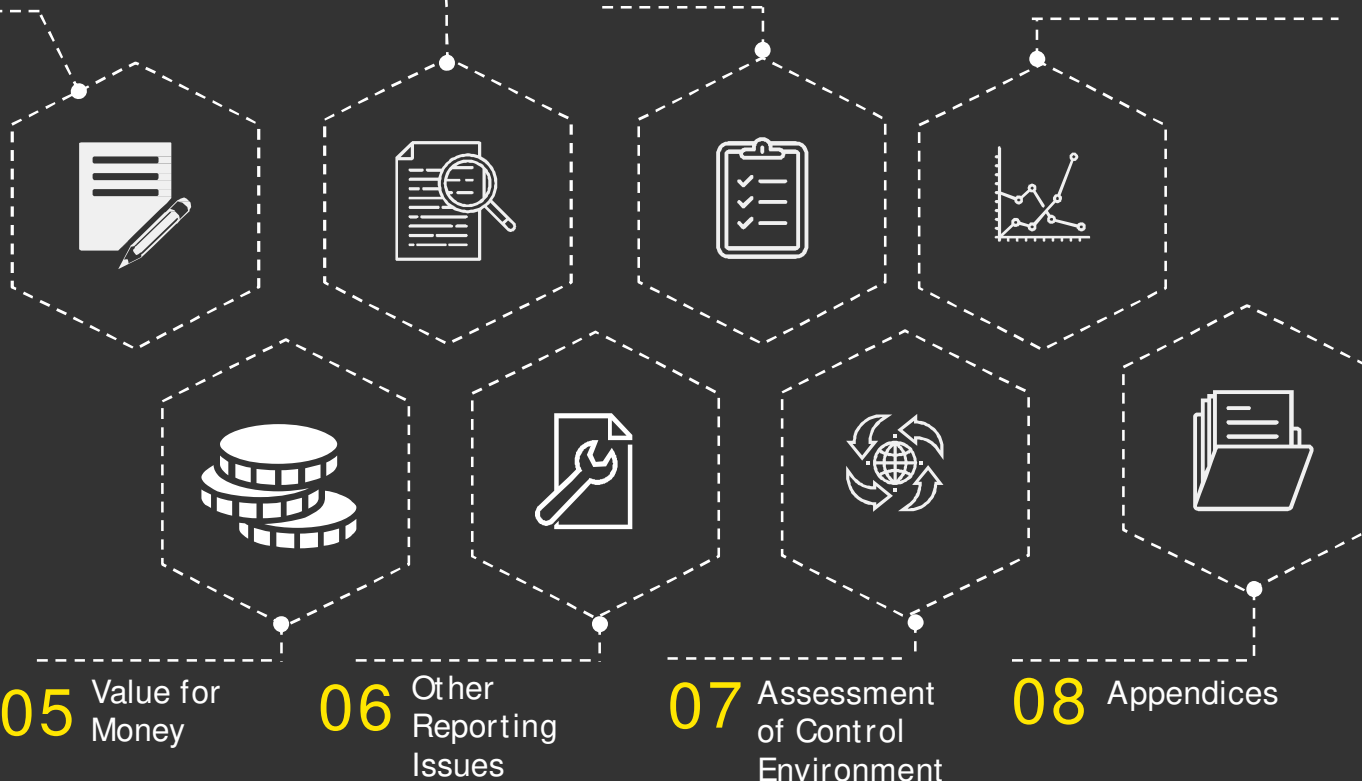 05 Value for
Money
06 Other
Reporting
Issues
07 Assessment
of Control
Environment
08 Appendices